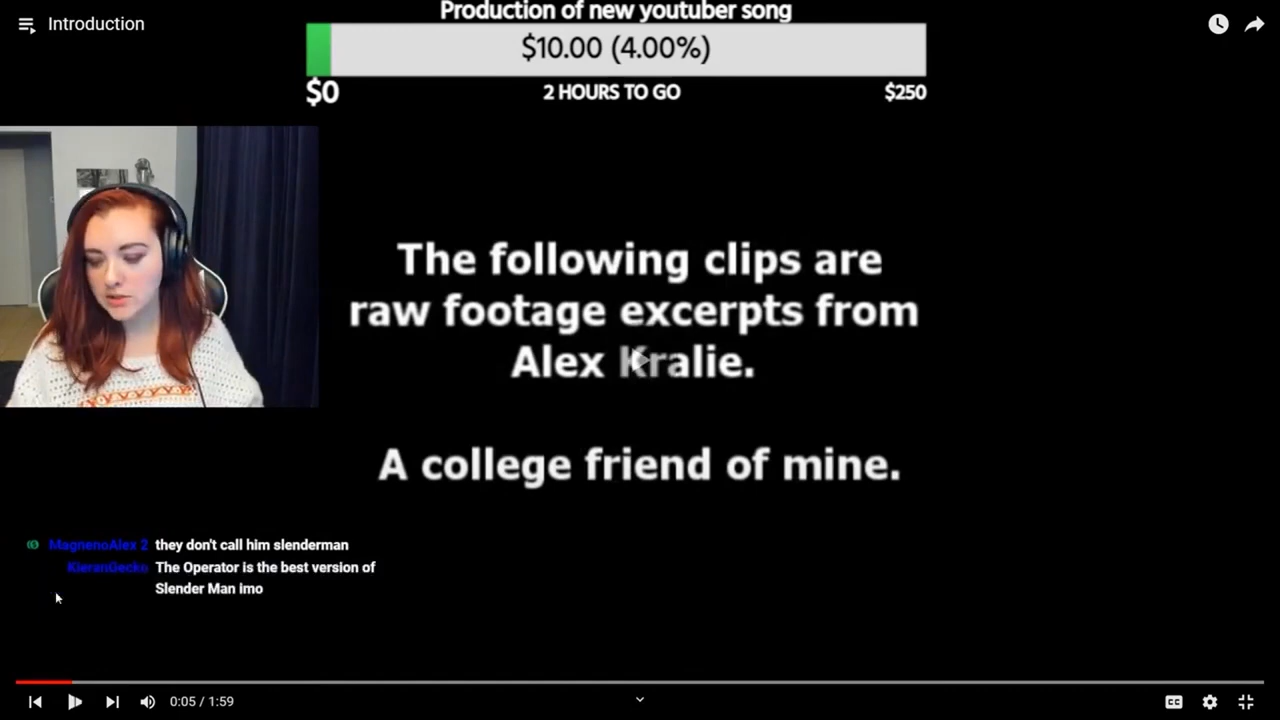 Introduction
Production of new youtuber song
$10.00 (4.00%)
$0
2 HOURS TO GO
$250
The following clips are
raw footage excerpts from
Alex Kralie.
A college friend of mine.
MagnenoAlex 2 they don't call him slenderman
KieranGecko The Operator is the best version of
Slender Man imo
0:05 / 1:59
CC